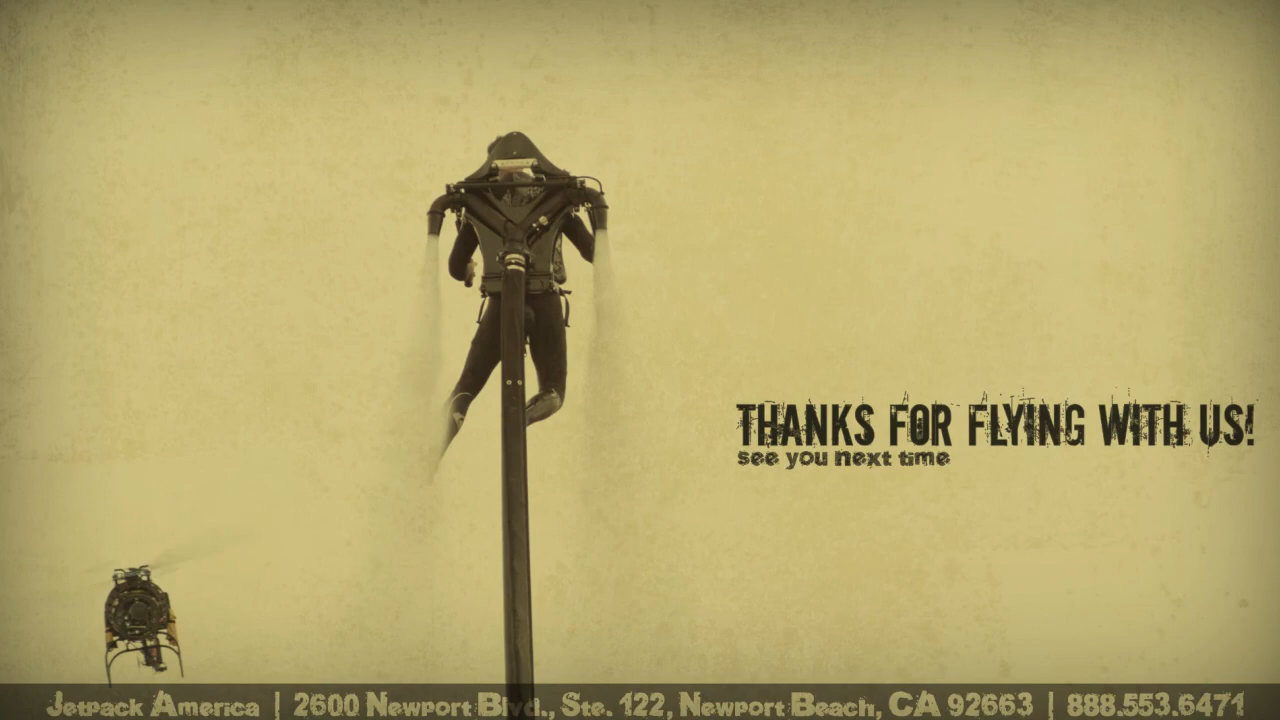 THANKS FOR FLYING WITH US!
see you next time
Jetpack America | 2600 Newport Blvd., Ste. 122, Newport Beach, CA 92663 | 888.553.6471